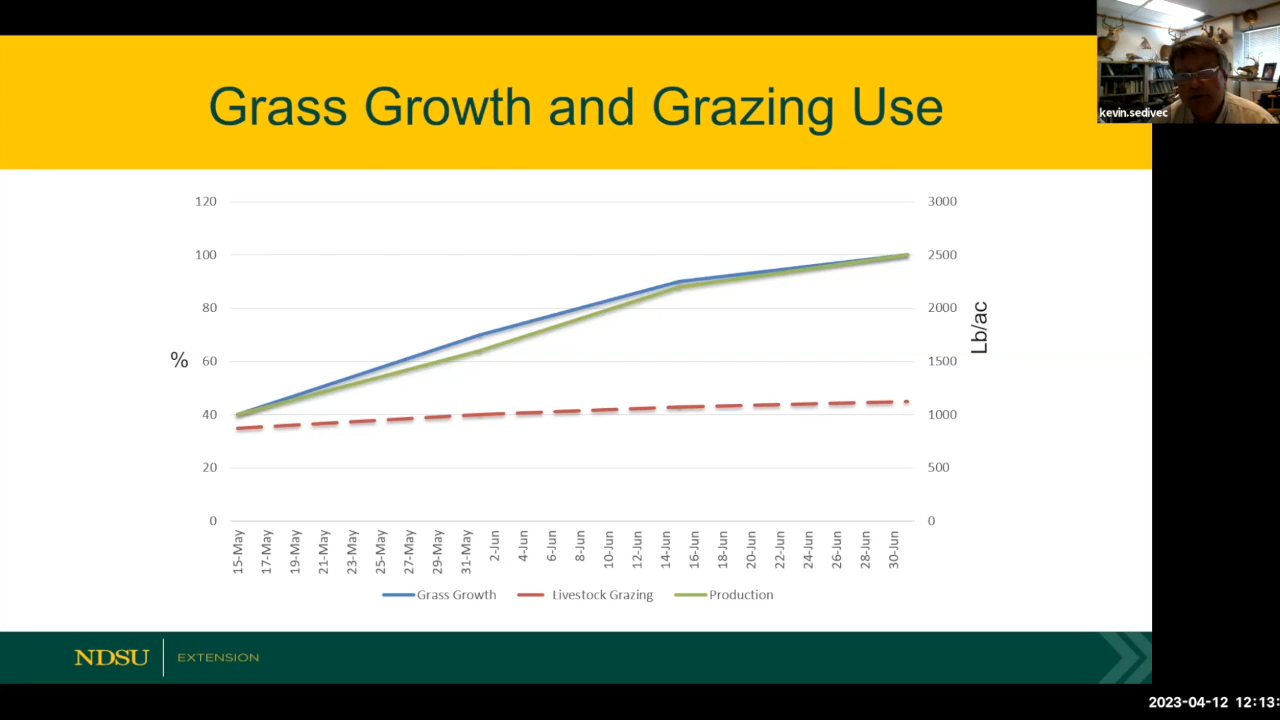 Grass Growth and Grazing Use
kevin.sedivec
120
100
80
60
40
20
0
%
3000
2500
2000
1500
1000
500
0
Lb/ac
15-May
17-May
19-May
21-May
23-May
25-May
27-May
29-May
31-May
2-Jun
4-Jun
6-Jun
8-Jun
10-Jun
12-Jun
14-Jun
16-Jun
18-Jun
20-Jun
22-Jun
24-Jun
26-Jun
28-Jun
30-Jun
Grass Growth Livestock Grazing Production
NDSU EXTENSION
2023-04-12 12:13: